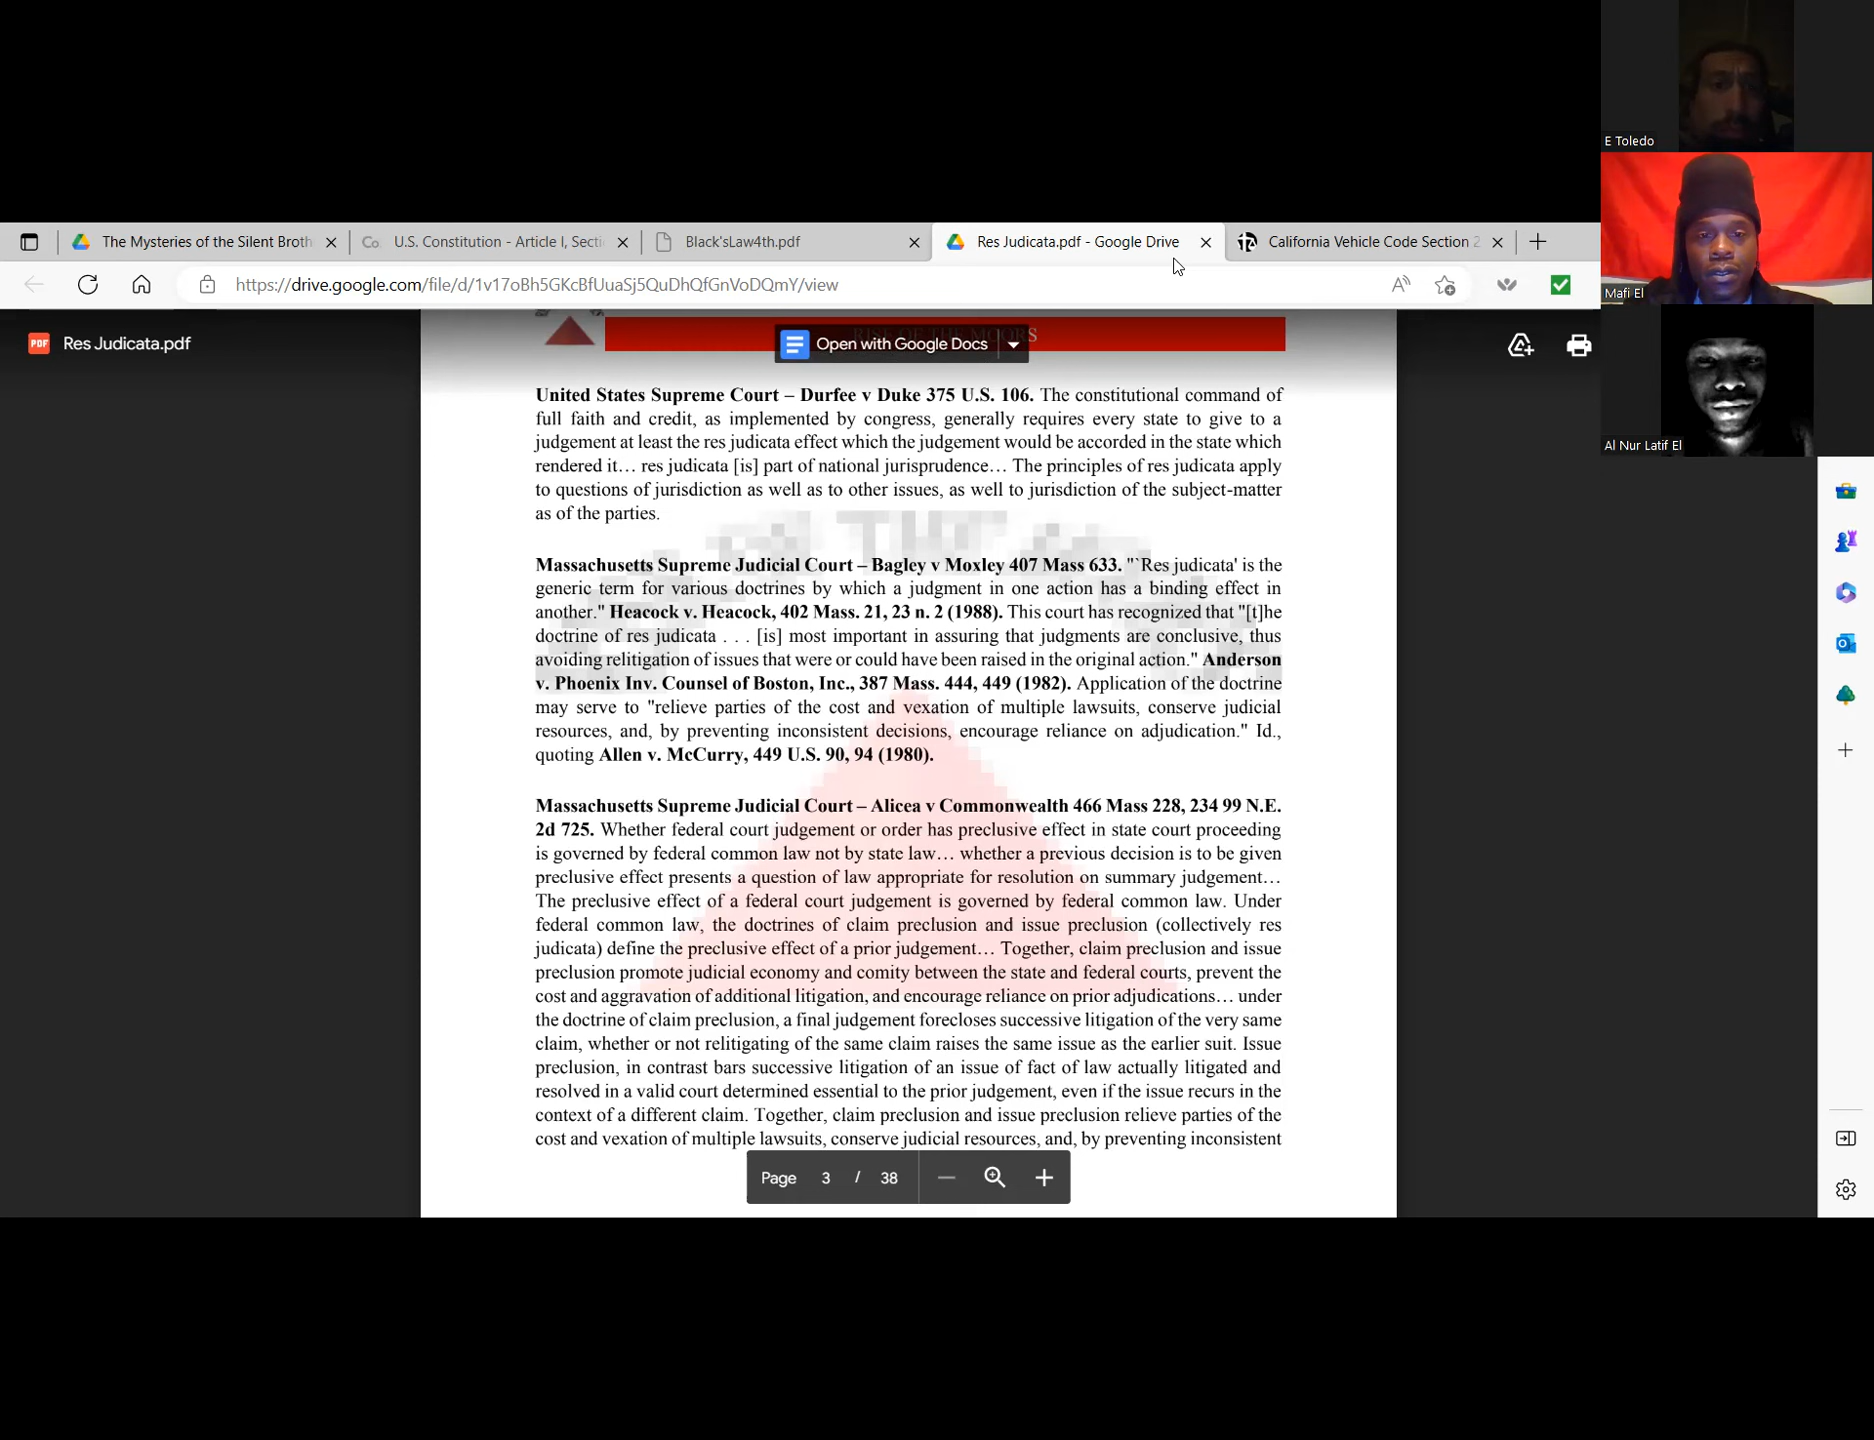 The Mysteries of the Silent Broth
Co. U.S. Constitution - Article I, Secti
Black'sLaw4th.pdf
Res Judicata.pdf - Google Drive
California Vehicle Code Section 2
https://drive.google.com/file/d/1v17oBh5GKcBfUuaSj5QuDhQfGnVoDQmY/view
E Toledo
Mafi El
Al Nur Latif El
PDF Res Judicata.pdf
RISE OF THE MOORS
Open with Google Docs
United States Supreme Court – Durfee v Duke 375 U.S. 106. The constitutional command of
full faith and credit, as implemented by congress, generally requires every state to give to a
judgement at least the res judicata effect which the judgement would be accorded in the state which
rendered it… res judicata [is] part of national jurisprudence… The principles of res judicata apply
to questions of jurisdiction as well as to other issues, as well to jurisdiction of the subject-matter
as of the parties.
Massachusetts Supreme Judicial Court – Bagley v Moxley 407 Mass 633. "`Res judicata' is the
generic term for various doctrines by which a judgment in one action has a binding effect in
another." Heacock v. Heacock, 402 Mass. 21, 23 n. 2 (1988). This court has recognized that "[t]he
doctrine of res judicata . . . [is] most important in assuring that judgments are conclusive, thus
avoiding relitigation of issues that were or could have been raised in the original action." Anderson
v. Phoenix Inv. Counsel of Boston, Inc., 387 Mass. 444, 449 (1982). Application of the doctrine
may serve to "relieve parties of the cost and vexation of multiple lawsuits, conserve judicial
resources, and, by preventing inconsistent decisions, encourage reliance on adjudication." Id.,
quoting Allen v. McCurry, 449 U.S. 90, 94 (1980).
Massachusetts Supreme Judicial Court – Alicea v Commonwealth 466 Mass 228, 234 99 N.E.
2d 725. Whether federal court judgement or order has preclusive effect in state court proceeding
is governed by federal common law not by state law… whether a previous decision is to be given
preclusive effect presents a question of law appropriate for resolution on summary judgement…
The preclusive effect of a federal court judgement is governed by federal common law. Under
federal common law, the doctrines of claim preclusion and issue preclusion (collectively res
judicata) define the preclusive effect of a prior judgement… Together, claim preclusion and issue
preclusion promote judicial economy and comity between the state and federal courts, prevent the
cost and aggravation of additional litigation, and encourage reliance on prior adjudications… under
the doctrine of claim preclusion, a final judgement forecloses successive litigation of the very same
claim, whether or not relitigating of the same claim raises the same issue as the earlier suit. Issue
preclusion, in contrast bars successive litigation of an issue of fact of law actually litigated and
resolved in a valid court determined essential to the prior judgement, even if the issue recurs in the
context of a different claim. Together, claim preclusion and issue preclusion relieve parties of the
cost and vexation of multiple lawsuits, conserve judicial resources, and, by preventing inconsistent
Page 3 / 38